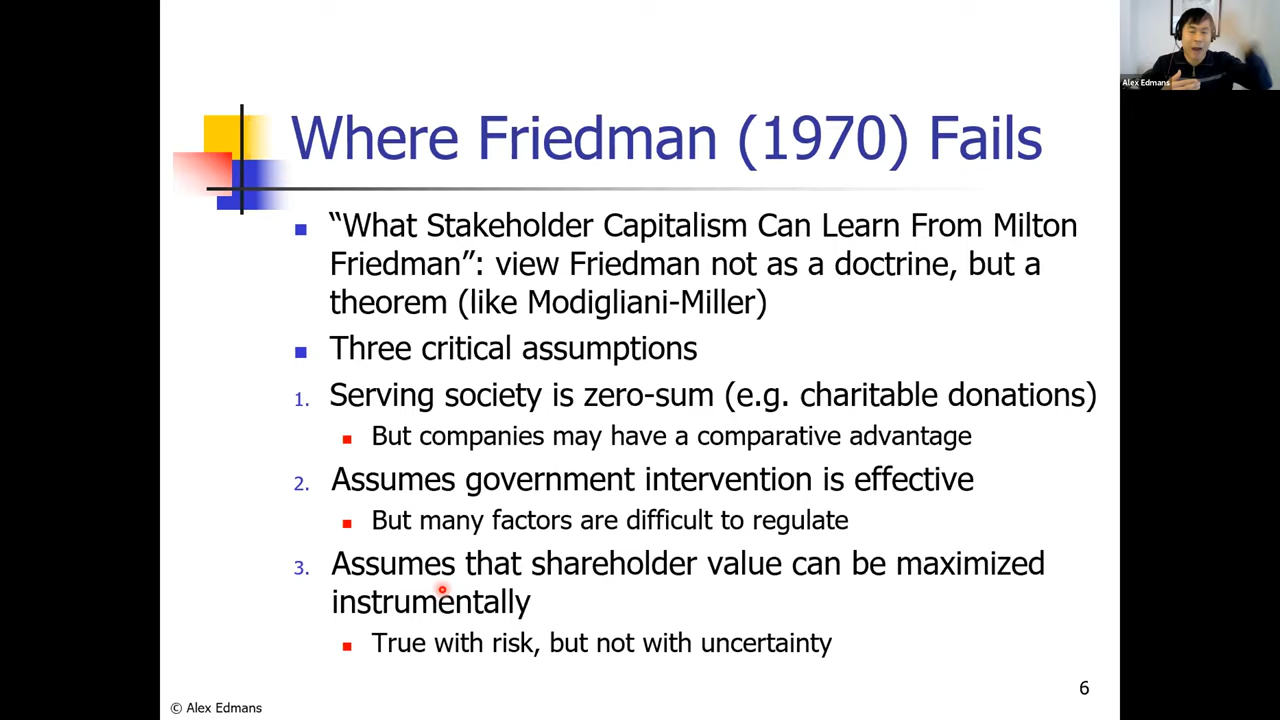 Alex Edmans
Where Friedman (1970) Fails
“What Stakeholder Capitalism Can Learn From Milton
Friedman”: view Friedman not as a doctrine, but a
theorem (like Modigliani-Miller)
Three critical assumptions
1. Serving society is zero-sum (e.g. charitable donations)
But companies may have a comparative advantage
2. Assumes government intervention is effective
But many factors are difficult to regulate
3. Assumes that shareholder value can be maximized
instrumentally
True with risk, but not with uncertainty
6
© Alex Edmans